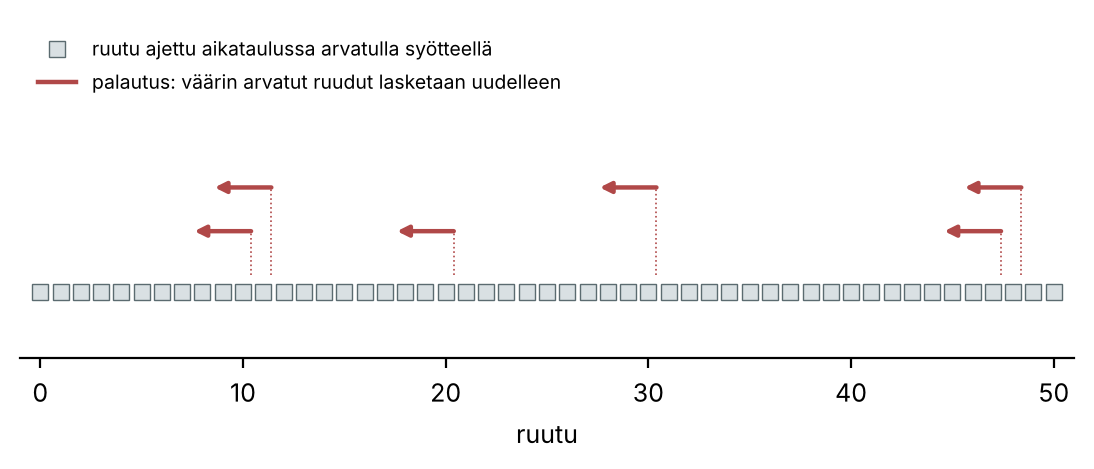 ruutu ajettu aikataulussa arvatulla syötteellä
palautus: väärin arvatut ruudut lasketaan uudelleen
0 10 20 30 40 50
ruutu